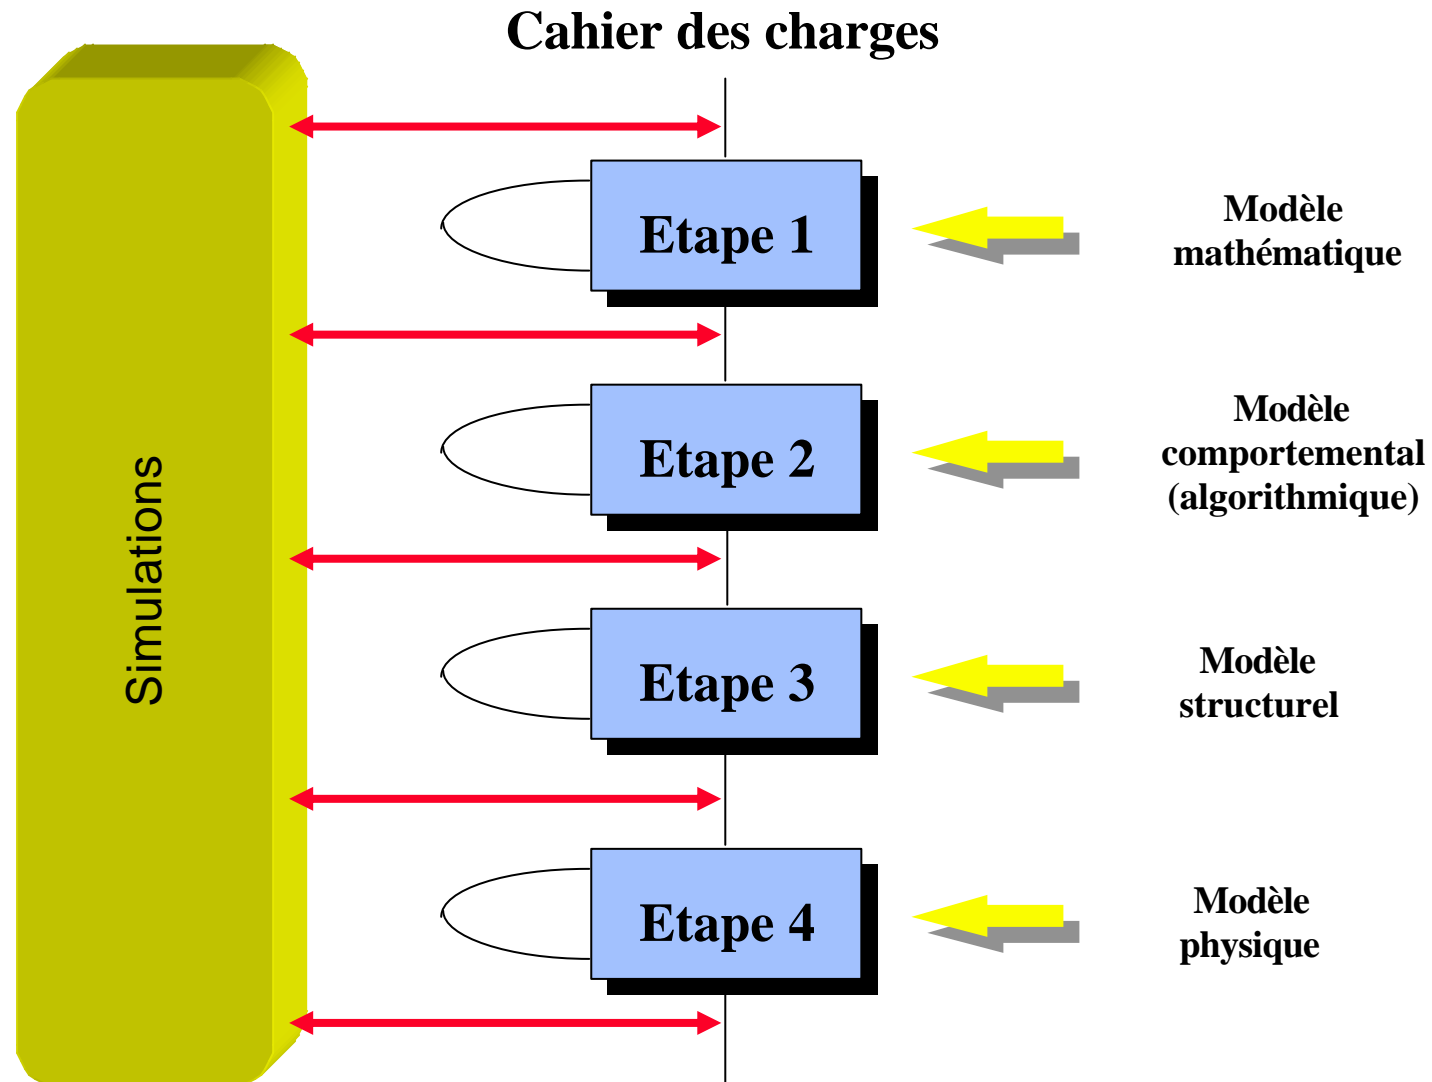 Cahier des charges
Simulations
Etape 1
Modèle
mathématique
Etape 2
Modèle
comportemental
(algorithmique)
Etape 3
Modèle
structurel
Etape 4
Modèle
physique